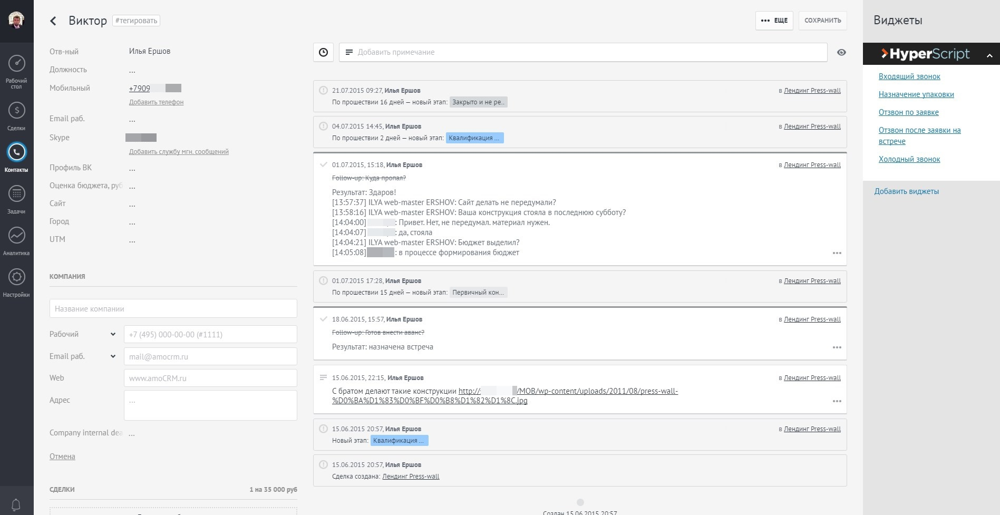 Рабочий
стол
Сделки
Контакты
Задачи
Аналитика
Настройки
Виктор #тегировать
Отв-ный Илья Ершов
Должность ...
Мобильный +7909
Добавить телефон
Email раб. ...
Skype
Добавить службу мгн. сообщений
Профиль ВК ...
Оценка бюджета, руб ...
Сайт ...
Город ...
UTM ...
КОМПАНИЯ
Название компании
Рабочий +7 (495) 000-00-00 (#1111)
Email раб. mail@amocrm.ru
Web www.amoCRM.ru
Адрес ...
Company internal dea ...
Отмена
СДЕЛКИ 1 на 35 000 руб
••• ЕЩЕ СОХРАНИТЬ
Добавить примечание
21.07.2015 09:27, Илья Ершов в Лендинг Press-wall
По прошествии 16 дней — новый этап: Закрыто и не ре..
04.07.2015 14:45, Илья Ершов в Лендинг Press-wall
По прошествии 2 дней — новый этап: Квалификация ...
01.07.2015, 15:18, Илья Ершов в Лендинг Press-wall
Follow-up: Куда пропал?
Результат: Здаров!
[13:57:37] ILYA web-master ERSHOV: Сайт делать не передумали?
[13:58:16] ILYA web-master ERSHOV: Ваша конструкция стояла в последнюю субботу?
[14:04:00] : Привет. Нет, не передумал. материал нужен.
[14:04:07] : да, стояла
[14:04:21] ILYA web-master ERSHOV: Бюджет выделил?
[14:05:08] : в процессе формирования бюджет
01.07.2015 17:28, Илья Ершов в Лендинг Press-wall
По прошествии 15 дней — новый этап: Первичный кон...
18.06.2015, 15:57, Илья Ершов в Лендинг Press-wall
Follow-up: Готов внести аванс?
Результат: назначена встреча
15.06.2015, 22:15, Илья Ершов в Лендинг Press-wall
С братом делают такие конструкции http:// /MOB/wp-content/uploads/2011/08/press-wall-
%D0%BA%D1%83%D0%BF%D0%B8%D1%82%D1%8C.jpg
15.06.2015 20:57, Илья Ершов в Лендинг Press-wall
Новый этап: Квалификация ...
15.06.2015 20:57, Илья Ершов
Сделка создана: Лендинг Press-wall
Создан 15.06.2015 20:57
Виджеты
HyperScript
Входящий звонок
Назначение упаковки
Отзвон по заявке
Отзвон после заявки на
встрече
Холодный звонок
Добавить виджеты